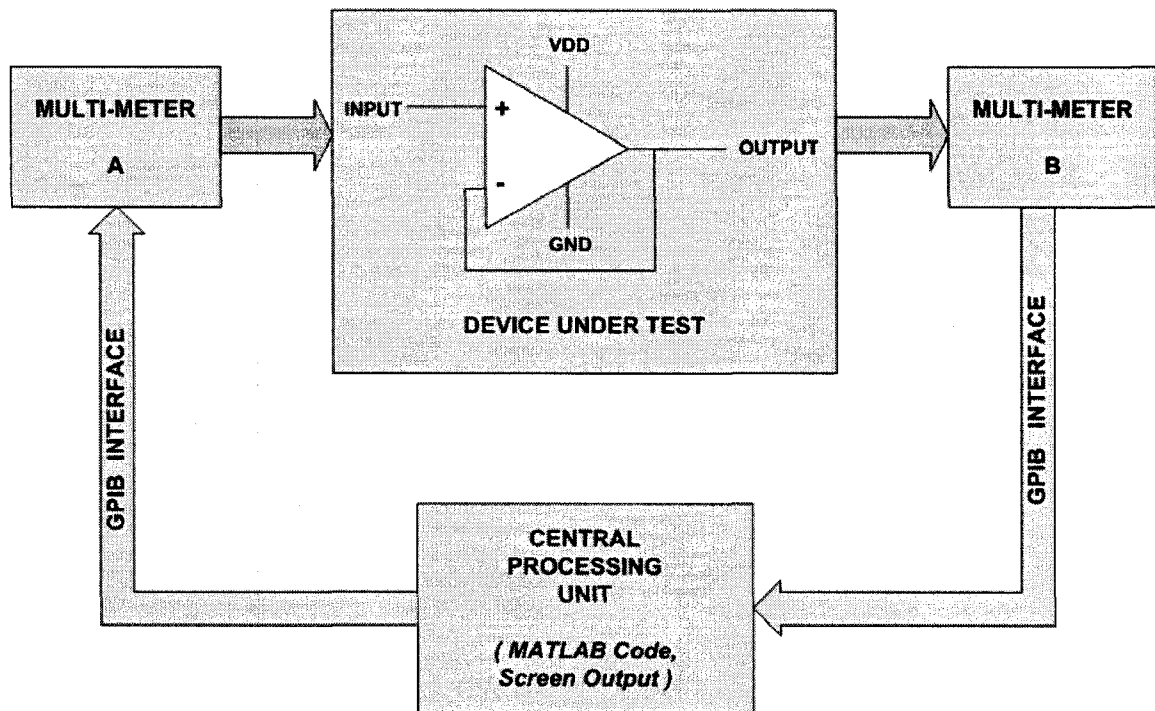 MULTI-METER
A
VDD
INPUT
+
-
OUTPUT
GND
DEVICE UNDER TEST
MULTI-METER
B
GPIB INTERFACE
GPIB INTERFACE
CENTRAL
PROCESSING
UNIT
( MATLAB Code,
Screen Output )